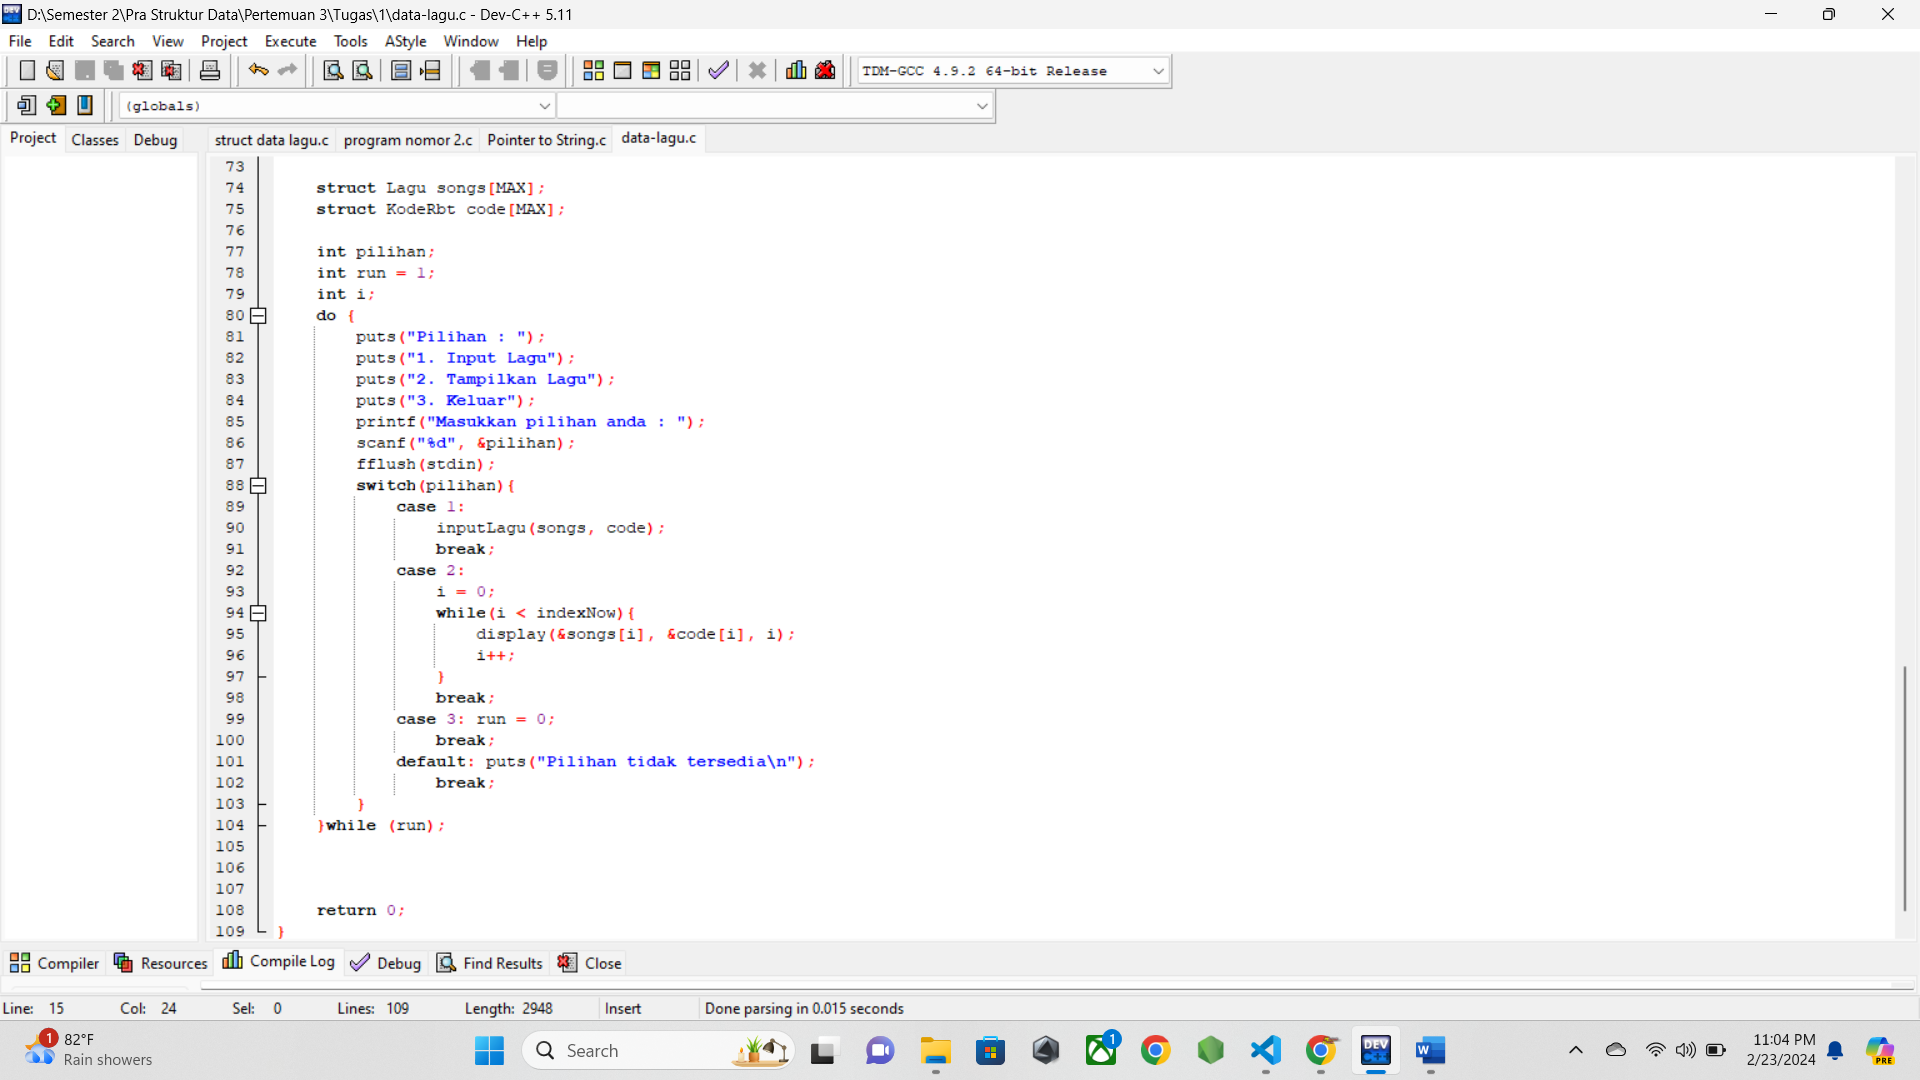 D:\Semester 2\Pra Struktur Data\Pertemuan 3\Tugas\1\data-lagu.c - Dev-C++ 5.11
File Edit Search View Project Execute Tools AStyle Window Help
TDM-GCC 4.9.2 64-bit Release
(globals)
Project Classes Debug struct data lagu.c program nomor 2.c Pointer to String.c data-lagu.c
73
74 struct Lagu songs[MAX];
75 struct KodeRbt code[MAX];
76
77 int pilihan;
78 int run = 1;
79 int i;
80 do {
81 puts("Pilihan : ");
82 puts("1. Input Lagu");
83 puts("2. Tampilkan Lagu");
84 puts("3. Keluar");
85 printf("Masukkan pilihan anda : ");
86 scanf("%d", &pilihan);
87 fflush(stdin);
88 switch(pilihan){
89 case 1:
90 inputLagu(songs, code);
91 break;
92 case 2:
93 i = 0;
94 while(i < indexNow){
95 display(&songs[i], &code[i], i);
96 i++;
97 }
98 break;
99 case 3: run = 0;
100 break;
101 default: puts("Pilihan tidak tersedia\n");
102 break;
103 }
104 }while (run);
105
106
107
108 return 0;
109 }
Compiler Resources Compile Log Debug Find Results Close
Line: 15 Col: 24 Sel: 0 Lines: 109 Length: 2948 Insert Done parsing in 0.015 seconds
1 82°F
Rain showers
Search
1
DEV C++
W
PRE
11:04 PM
2/23/2024